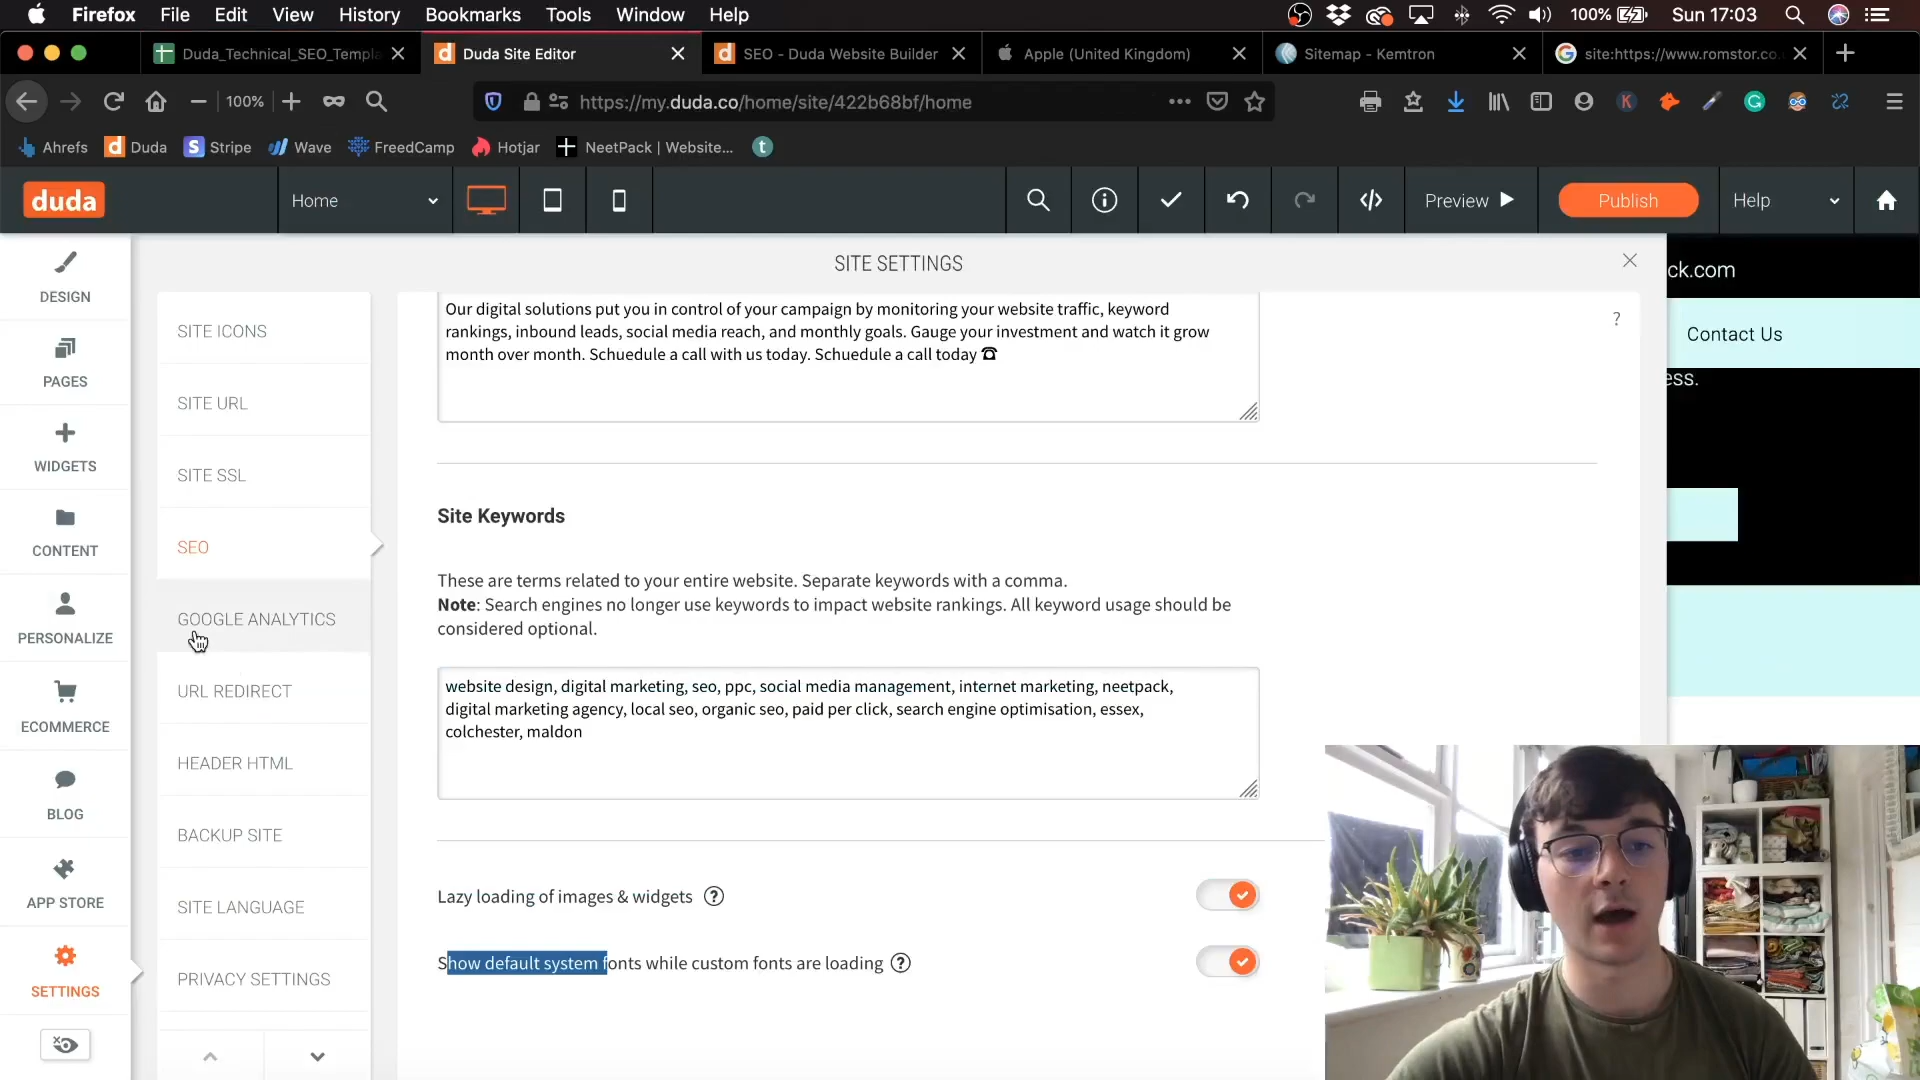 Firefox File Edit View History Bookmarks Tools Window Help 100% Sun 17:03
Duda_Technical_SEO_Templa Duda Site Editor SEO - Duda Website Builder Apple (United Kingdom) Sitemap - Kemtron site:https://www.romstor.co.
100% https://my.duda.co/home/site/422b68bf/home
Ahrefs Duda Stripe Wave FreedCamp Hotjar NeetPack | Website...
duda Home Preview Publish Help
SITE SETTINGS
DESIGN
PAGES
WIDGETS
CONTENT
PERSONALIZE
ECOMMERCE
BLOG
APP STORE
SETTINGS
SITE ICONS
SITE URL
SITE SSL
SEO
GOOGLE ANALYTICS
URL REDIRECT
HEADER HTML
BACKUP SITE
SITE LANGUAGE
PRIVACY SETTINGS
Our digital solutions put you in control of your campaign by monitoring your website traffic, keyword
rankings, inbound leads, social media reach, and monthly goals. Gauge your investment and watch it grow
month over month. Schuedule a call with us today. Schuedule a call today ☎
?
Site Keywords
These are terms related to your entire website. Separate keywords with a comma.
Note: Search engines no longer use keywords to impact website rankings. All keyword usage should be
considered optional.
website design, digital marketing, seo, ppc, social media management, internet marketing, neetpack,
digital marketing agency, local seo, organic seo, paid per click, search engine optimisation, essex,
colchester, maldon
Lazy loading of images & widgets ?
Show default system fonts while custom fonts are loading ?
ck.com
Contact Us
ess.